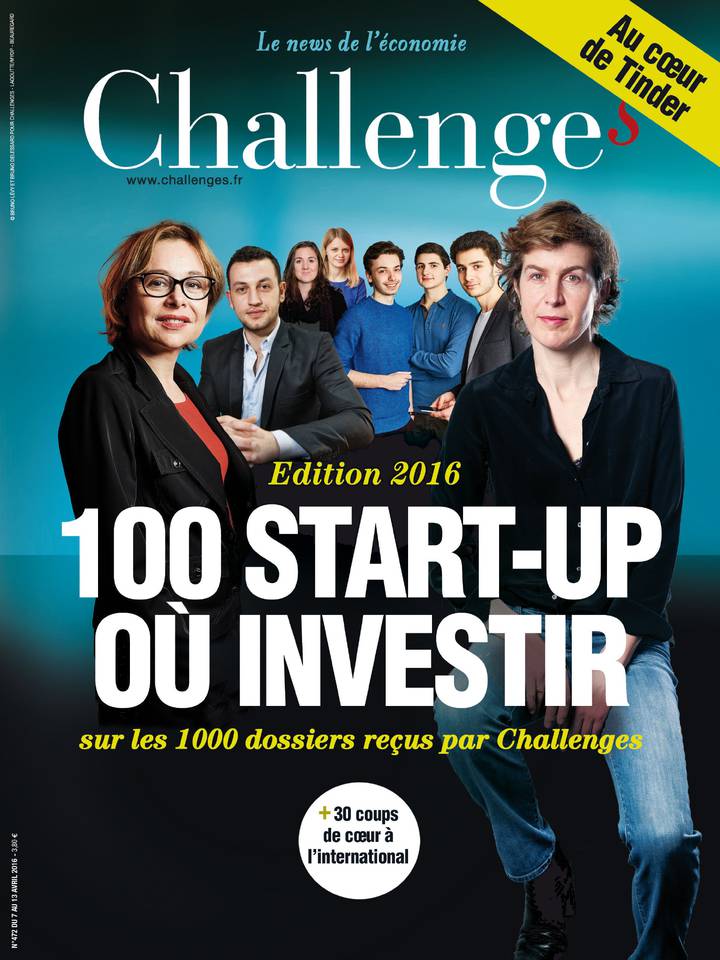 Le news de l'économie
Challenges
www.challenges.fr
Au cœur
de Tinder
Edition 2016
100 START-UP
OÙ INVESTIR
sur les 1000 dossiers reçus par Challenges
+ 30 coups
de cœur à
l'international
N°472 DU 7 AU 13 AVRIL 2016 - 3,80 €